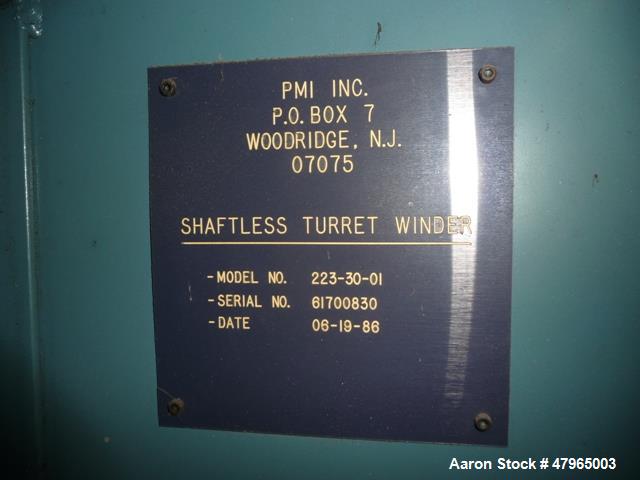 PMI INC.
P.O. BOX 7
WOODRIDGE, N.J.
07075
SHAFTLESS TURRET WINDER
-MODEL NO. 223-30-01
-SERIAL NO. 61700830
-DATE 06-19-86
Aaron Stock # 47965003